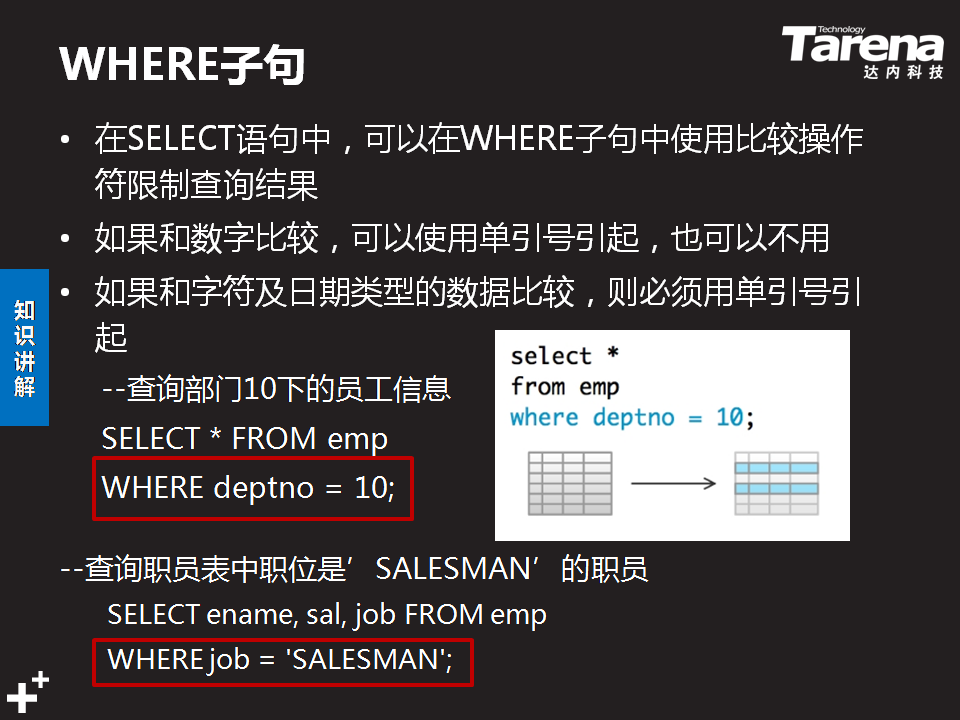 WHERE子句
Technology
Tarena
达内科技
• 在SELECT语句中，可以在WHERE子句中使用比较操作
符限制查询结果
• 如果和数字比较，可以使用单引号引起，也可以不用
• 如果和字符及日期类型的数据比较，则必须用单引号引
起
知识讲解
--查询部门10下的员工信息
SELECT * FROM emp
WHERE deptno = 10;
select *
from emp
where deptno = 10;
--查询职员表中职位是’SALESMAN’的职员
SELECT ename, sal, job FROM emp
WHERE job = 'SALESMAN';